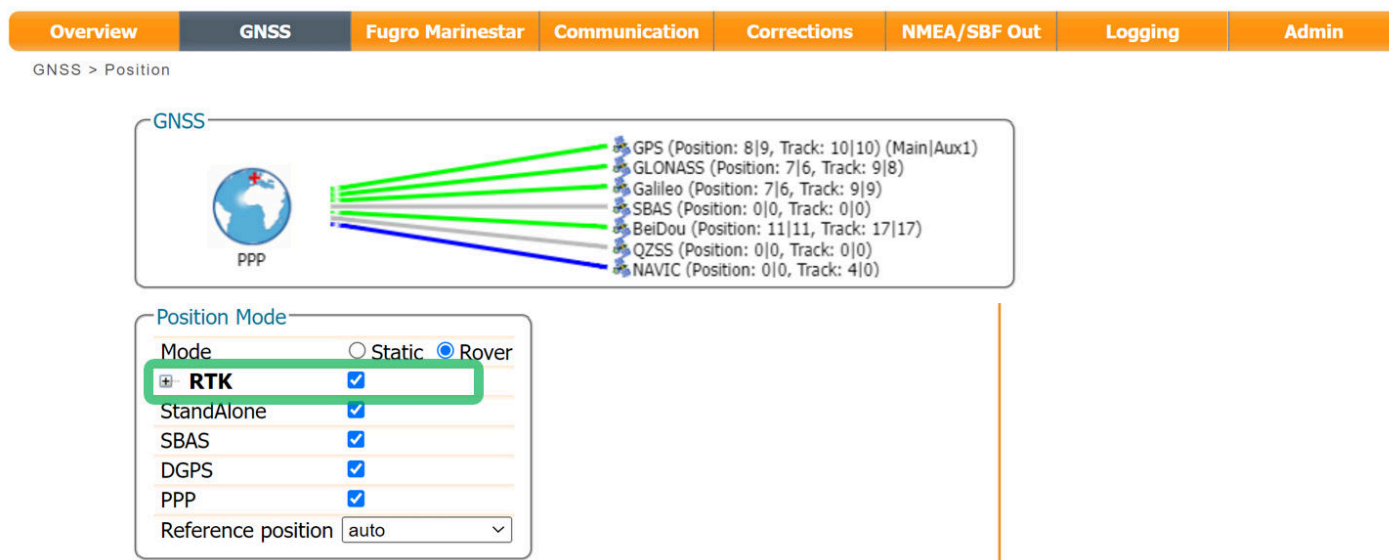 Overview GNSS Fugro Marinestar Communication Corrections NMEA/SBF Out Logging Admin
GNSS > Position
GNSS
GPS (Position: 8|9, Track: 10|10) (Main|Aux1)
GLONASS (Position: 7|6, Track: 9|8)
Galileo (Position: 7|6, Track: 9|9)
SBAS (Position: 0|0, Track: 0|0)
BeiDou (Position: 11|11, Track: 17|17)
QZSS (Position: 0|0, Track: 0|0)
NAVIC (Position: 0|0, Track: 4|0)
PPP
Position Mode
Mode Static Rover
RTK
StandAlone
SBAS
DGPS
PPP
Reference position auto